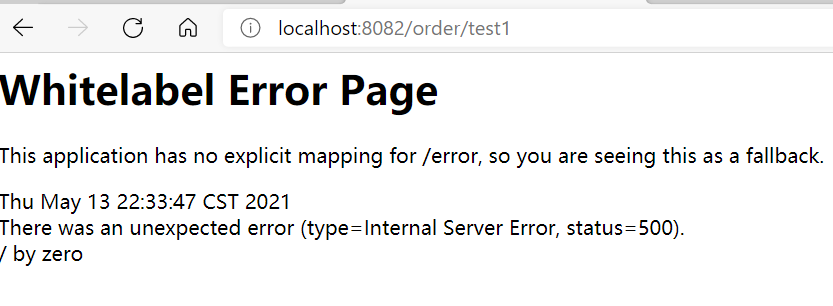 localhost:8082/order/test1
Whitelabel Error Page
This application has no explicit mapping for /error, so you are seeing this as a fallback.
Thu May 13 22:33:47 CST 2021
There was an unexpected error (type=Internal Server Error, status=500).
/ by zero